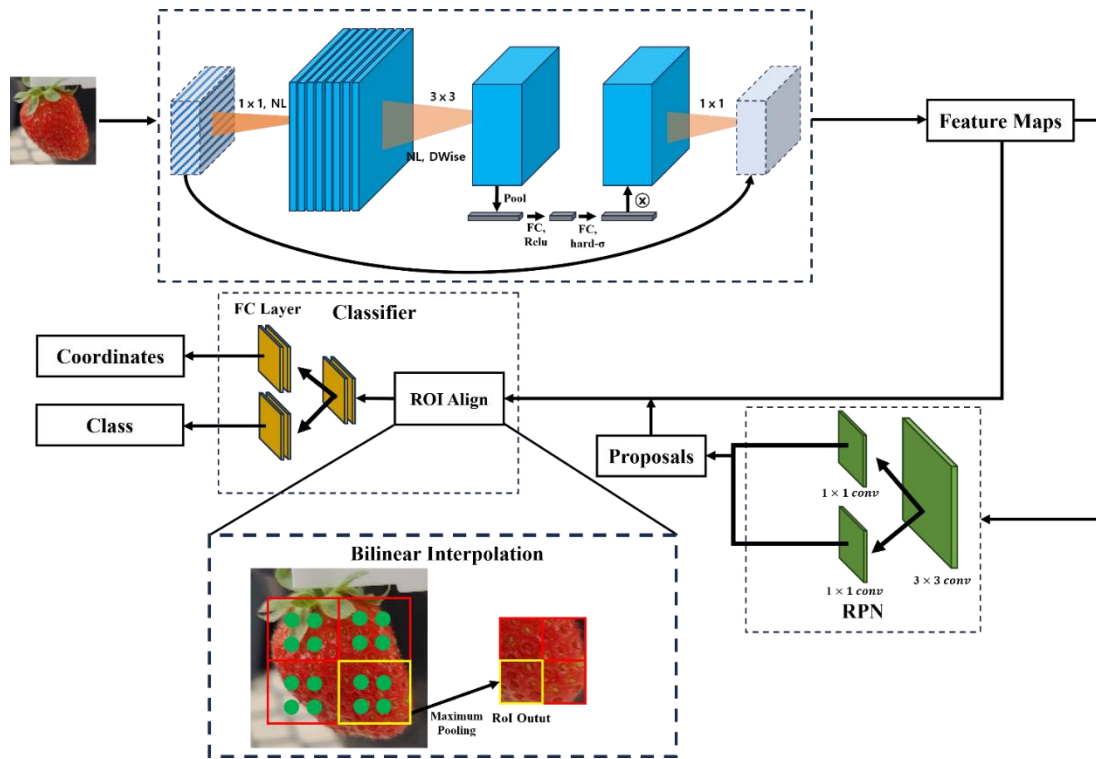 1 x 1, NL
3 x 3
NL, DWise
1 x 1
Pool
FC,
Relu
FC,
hard-σ
ⓧ
Feature Maps
FC Layer
Classifier
Coordinates
Class
ROI Align
Proposals
1 × 1 conv
1 × 1 conv
3 × 3 conv
RPN
Bilinear Interpolation
Maximum
Pooling
RoI Outut